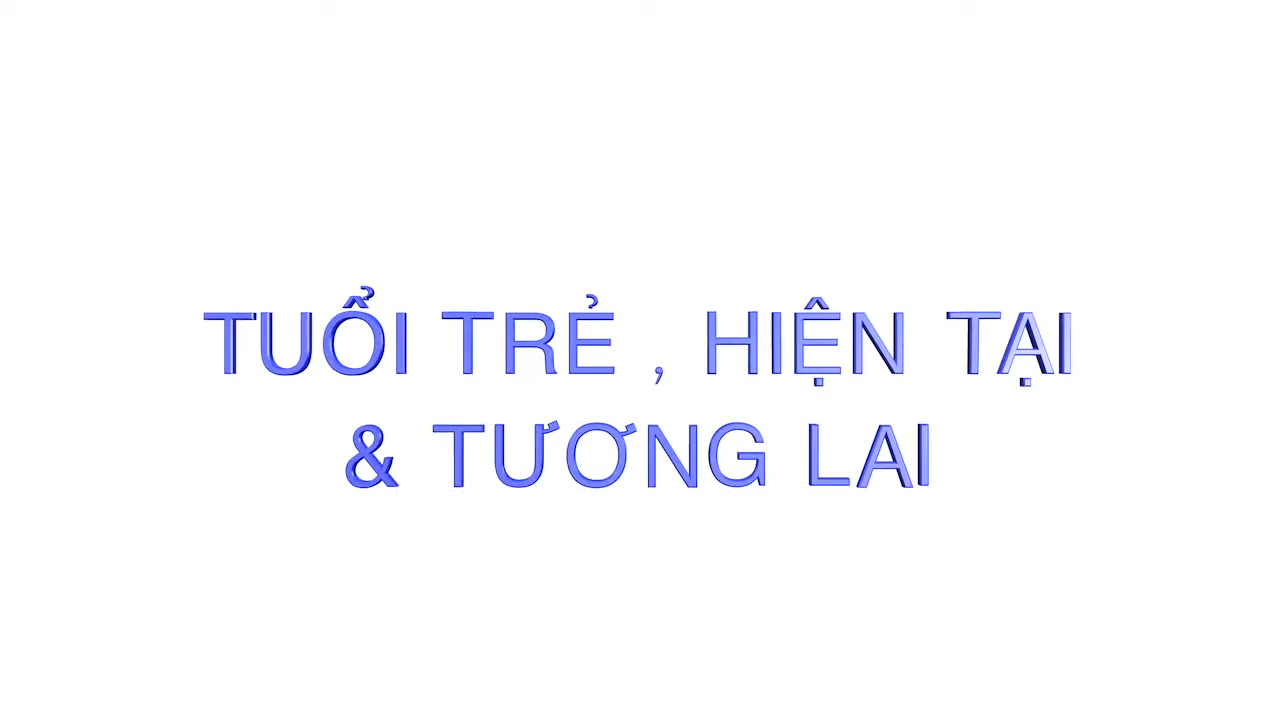 TUỔI TRẺ , HIỆN TẠI
& TƯƠNG LAI